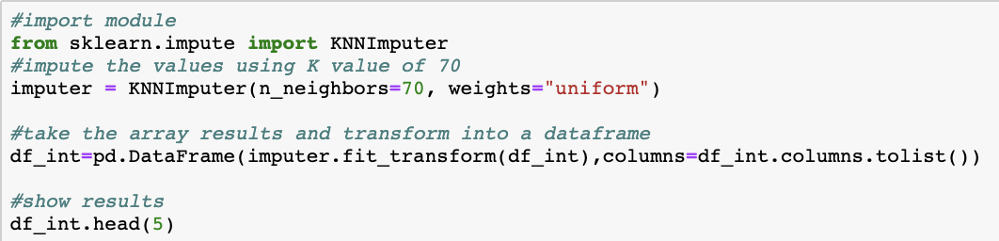 #import module
from sklearn.impute import KNNImputer
#impute the values using K value of 70
imputer = KNNImputer(n_neighbors=70, weights="uniform")
#take the array results and transform into a dataframe
df_int=pd.DataFrame(imputer.fit_transform(df_int),columns=df_int.columns.tolist())
#show results
df_int.head(5)